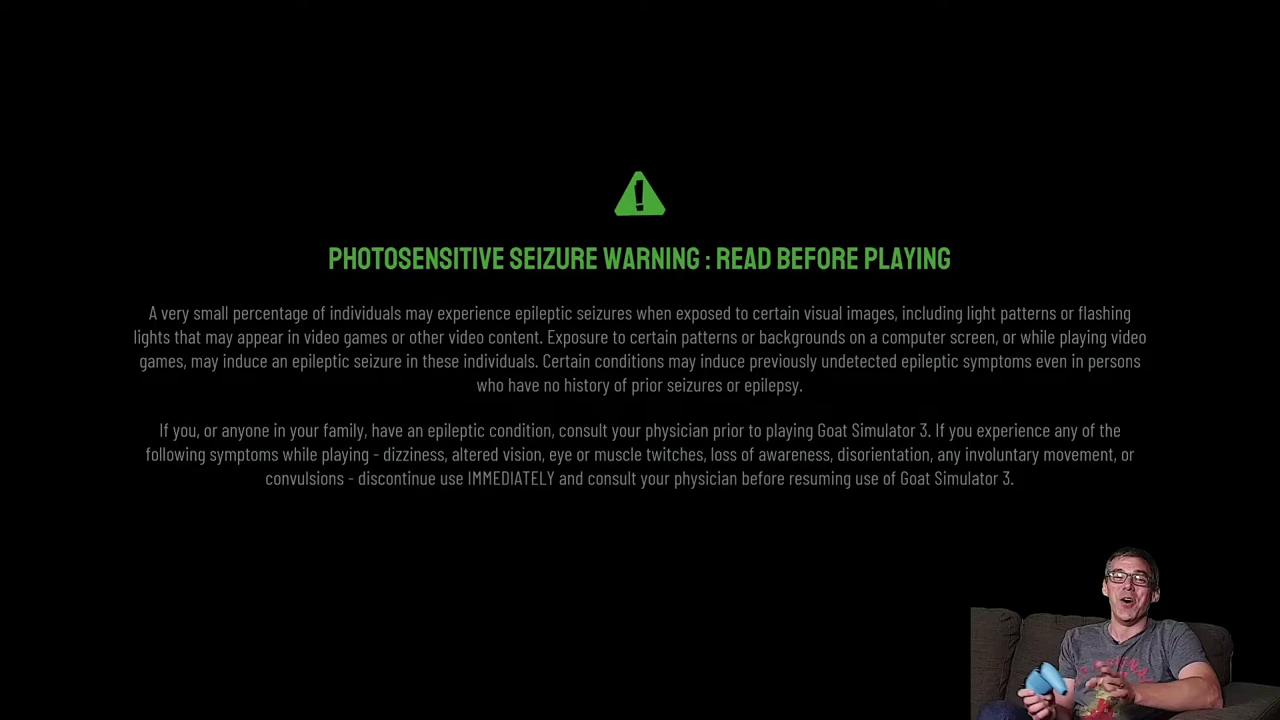 PHOTOSENSITIVE SEIZURE WARNING : READ BEFORE PLAYING
A very small percentage of individuals may experience epileptic seizures when exposed to certain visual images, including light patterns or flashing
lights that may appear in video games or other video content. Exposure to certain patterns or backgrounds on a computer screen, or while playing video
games, may induce an epileptic seizure in these individuals. Certain conditions may induce previously undetected epileptic symptoms even in persons
who have no history of prior seizures or epilepsy.
If you, or anyone in your family, have an epileptic condition, consult your physician prior to playing Goat Simulator 3. If you experience any of the
following symptoms while playing - dizziness, altered vision, eye or muscle twitches, loss of awareness, disorientation, any involuntary movement, or
convulsions - discontinue use IMMEDIATELY and consult your physician before resuming use of Goat Simulator 3.